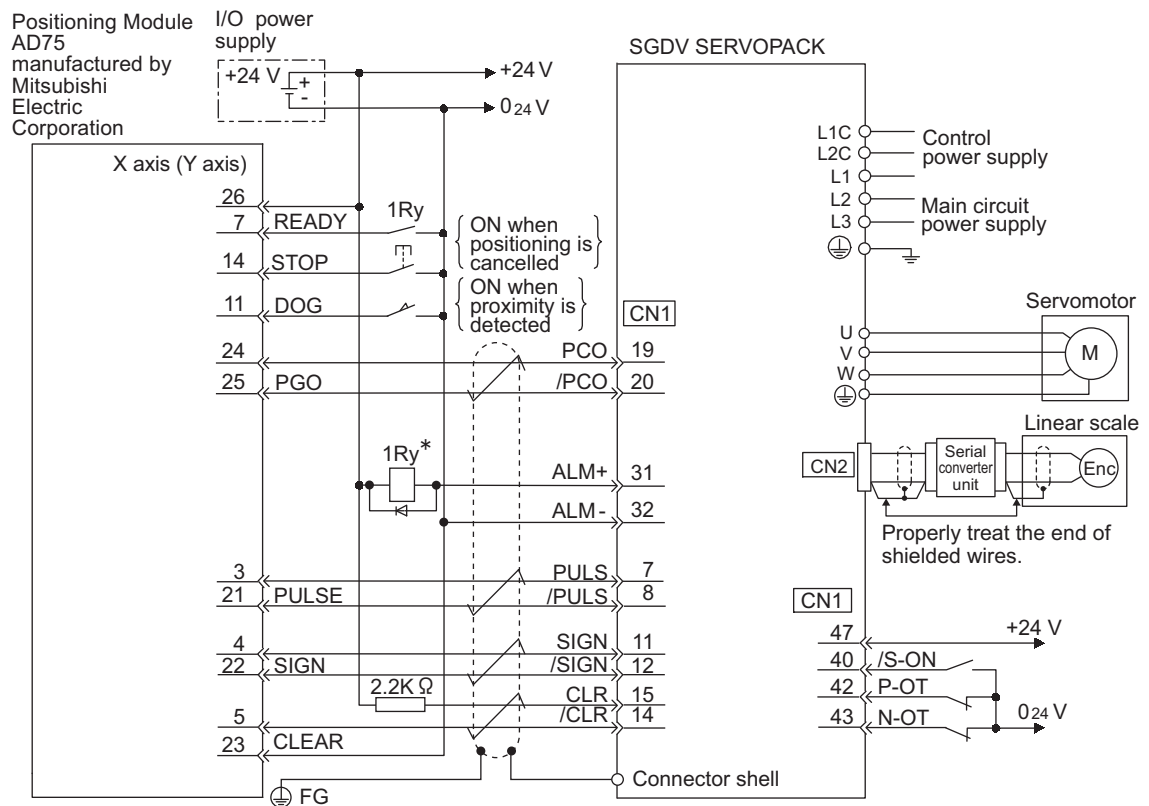 Positioning Module
AD75
manufactured by
Mitsubishi
Electric
Corporation
I/O power
supply
+24 V
+
-
+24 V
0 24 V
SGDV SERVOPACK
X axis (Y axis)
26
7 READY
1Ry
ON when
positioning is
cancelled
14 STOP
ON when
proximity is
detected
11 DOG
CN1
24
PCO 19
25 PGO
/PCO 20
1Ry*
ALM+ 31
ALM- 32
3
PULS 7
21 PULSE
/PULS 8
4
SIGN 11
22 SIGN
/SIGN 12
2.2K Ω
CLR 15
/CLR 14
5
23 CLEAR
FG
Connector shell
L1C
L2C
Control
power supply
L1
L2
L3
Main circuit
power supply
Servomotor
U
V
W
M
Linear scale
CN2
Serial
converter
unit
Enc
Properly treat the end of
shielded wires.
CN1
47
+24 V
40 /S-ON
42 P-OT
43 N-OT
0 24 V